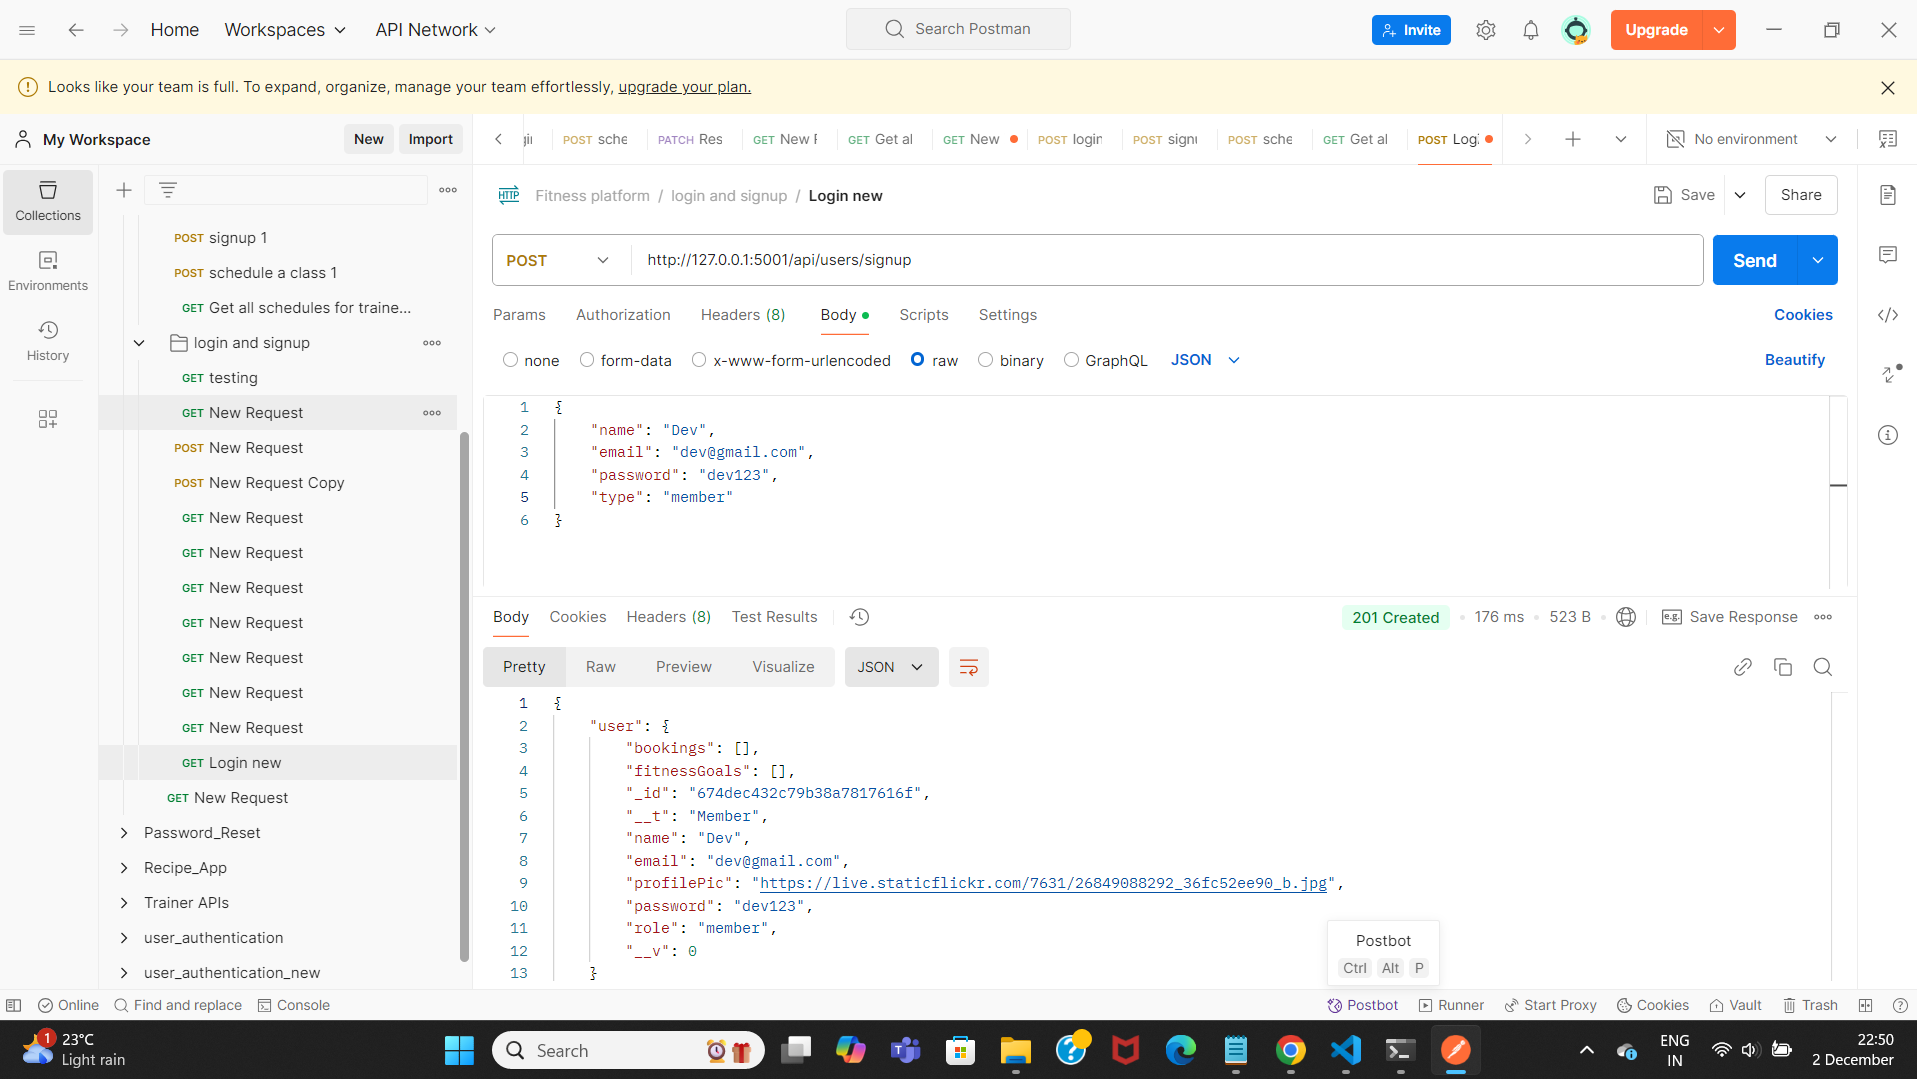 Home
Workspaces
API Network
Search Postman
Invite
Upgrade
Looks like your team is full. To expand, organize, manage your team effortlessly, upgrade your plan.
My Workspace
New
Import
POST sche
PATCH Res
GET New F
GET Get al
GET New
POST login
POST signu
POST sche
GET Get al
POST Log
No environment
Collections
Environments
History
POST signup 1
POST schedule a class 1
GET Get all schedules for traine...
login and signup
GET testing
GET New Request
POST New Request
POST New Request Copy
GET New Request
GET New Request
GET New Request
GET New Request
GET New Request
GET New Request
GET New Request
GET Login new
GET New Request
Password_Reset
Recipe_App
Trainer APIs
user_authentication
user_authentication_new
HTTP Fitness platform / login and signup / Login new
Save
Share
POST
http://127.0.0.1:5001/api/users/signup
Send
Params
Authorization
Headers (8)
Body
Scripts
Settings
Cookies
none
form-data
x-www-form-urlencoded
raw
binary
GraphQL
JSON
Beautify
1 {
2 "name": "Dev",
3 "email": "dev@gmail.com",
4 "password": "dev123",
5 "type": "member"
6 }
Body
Cookies
Headers (8)
Test Results
201 Created
176 ms
523 B
e.g. Save Response
Pretty
Raw
Preview
Visualize
JSON
1 {
2 "user": {
3 "bookings": [],
4 "fitnessGoals": [],
5 "_id": "674dec432c79b38a7817616f",
6 "__t": "Member",
7 "name": "Dev",
8 "email": "dev@gmail.com",
9 "profilePic": "https://live.staticflickr.com/7631/26849088292_36fc52ee90_b.jpg",
10 "password": "dev123",
11 "role": "member",
12 "__v": 0
13 }
Postbot
Ctrl Alt P
Online
Find and replace
Console
Postbot
Runner
Start Proxy
Cookies
Vault
Trash
1
23°C
Light rain
Search
ENG
IN
22:50
2 December